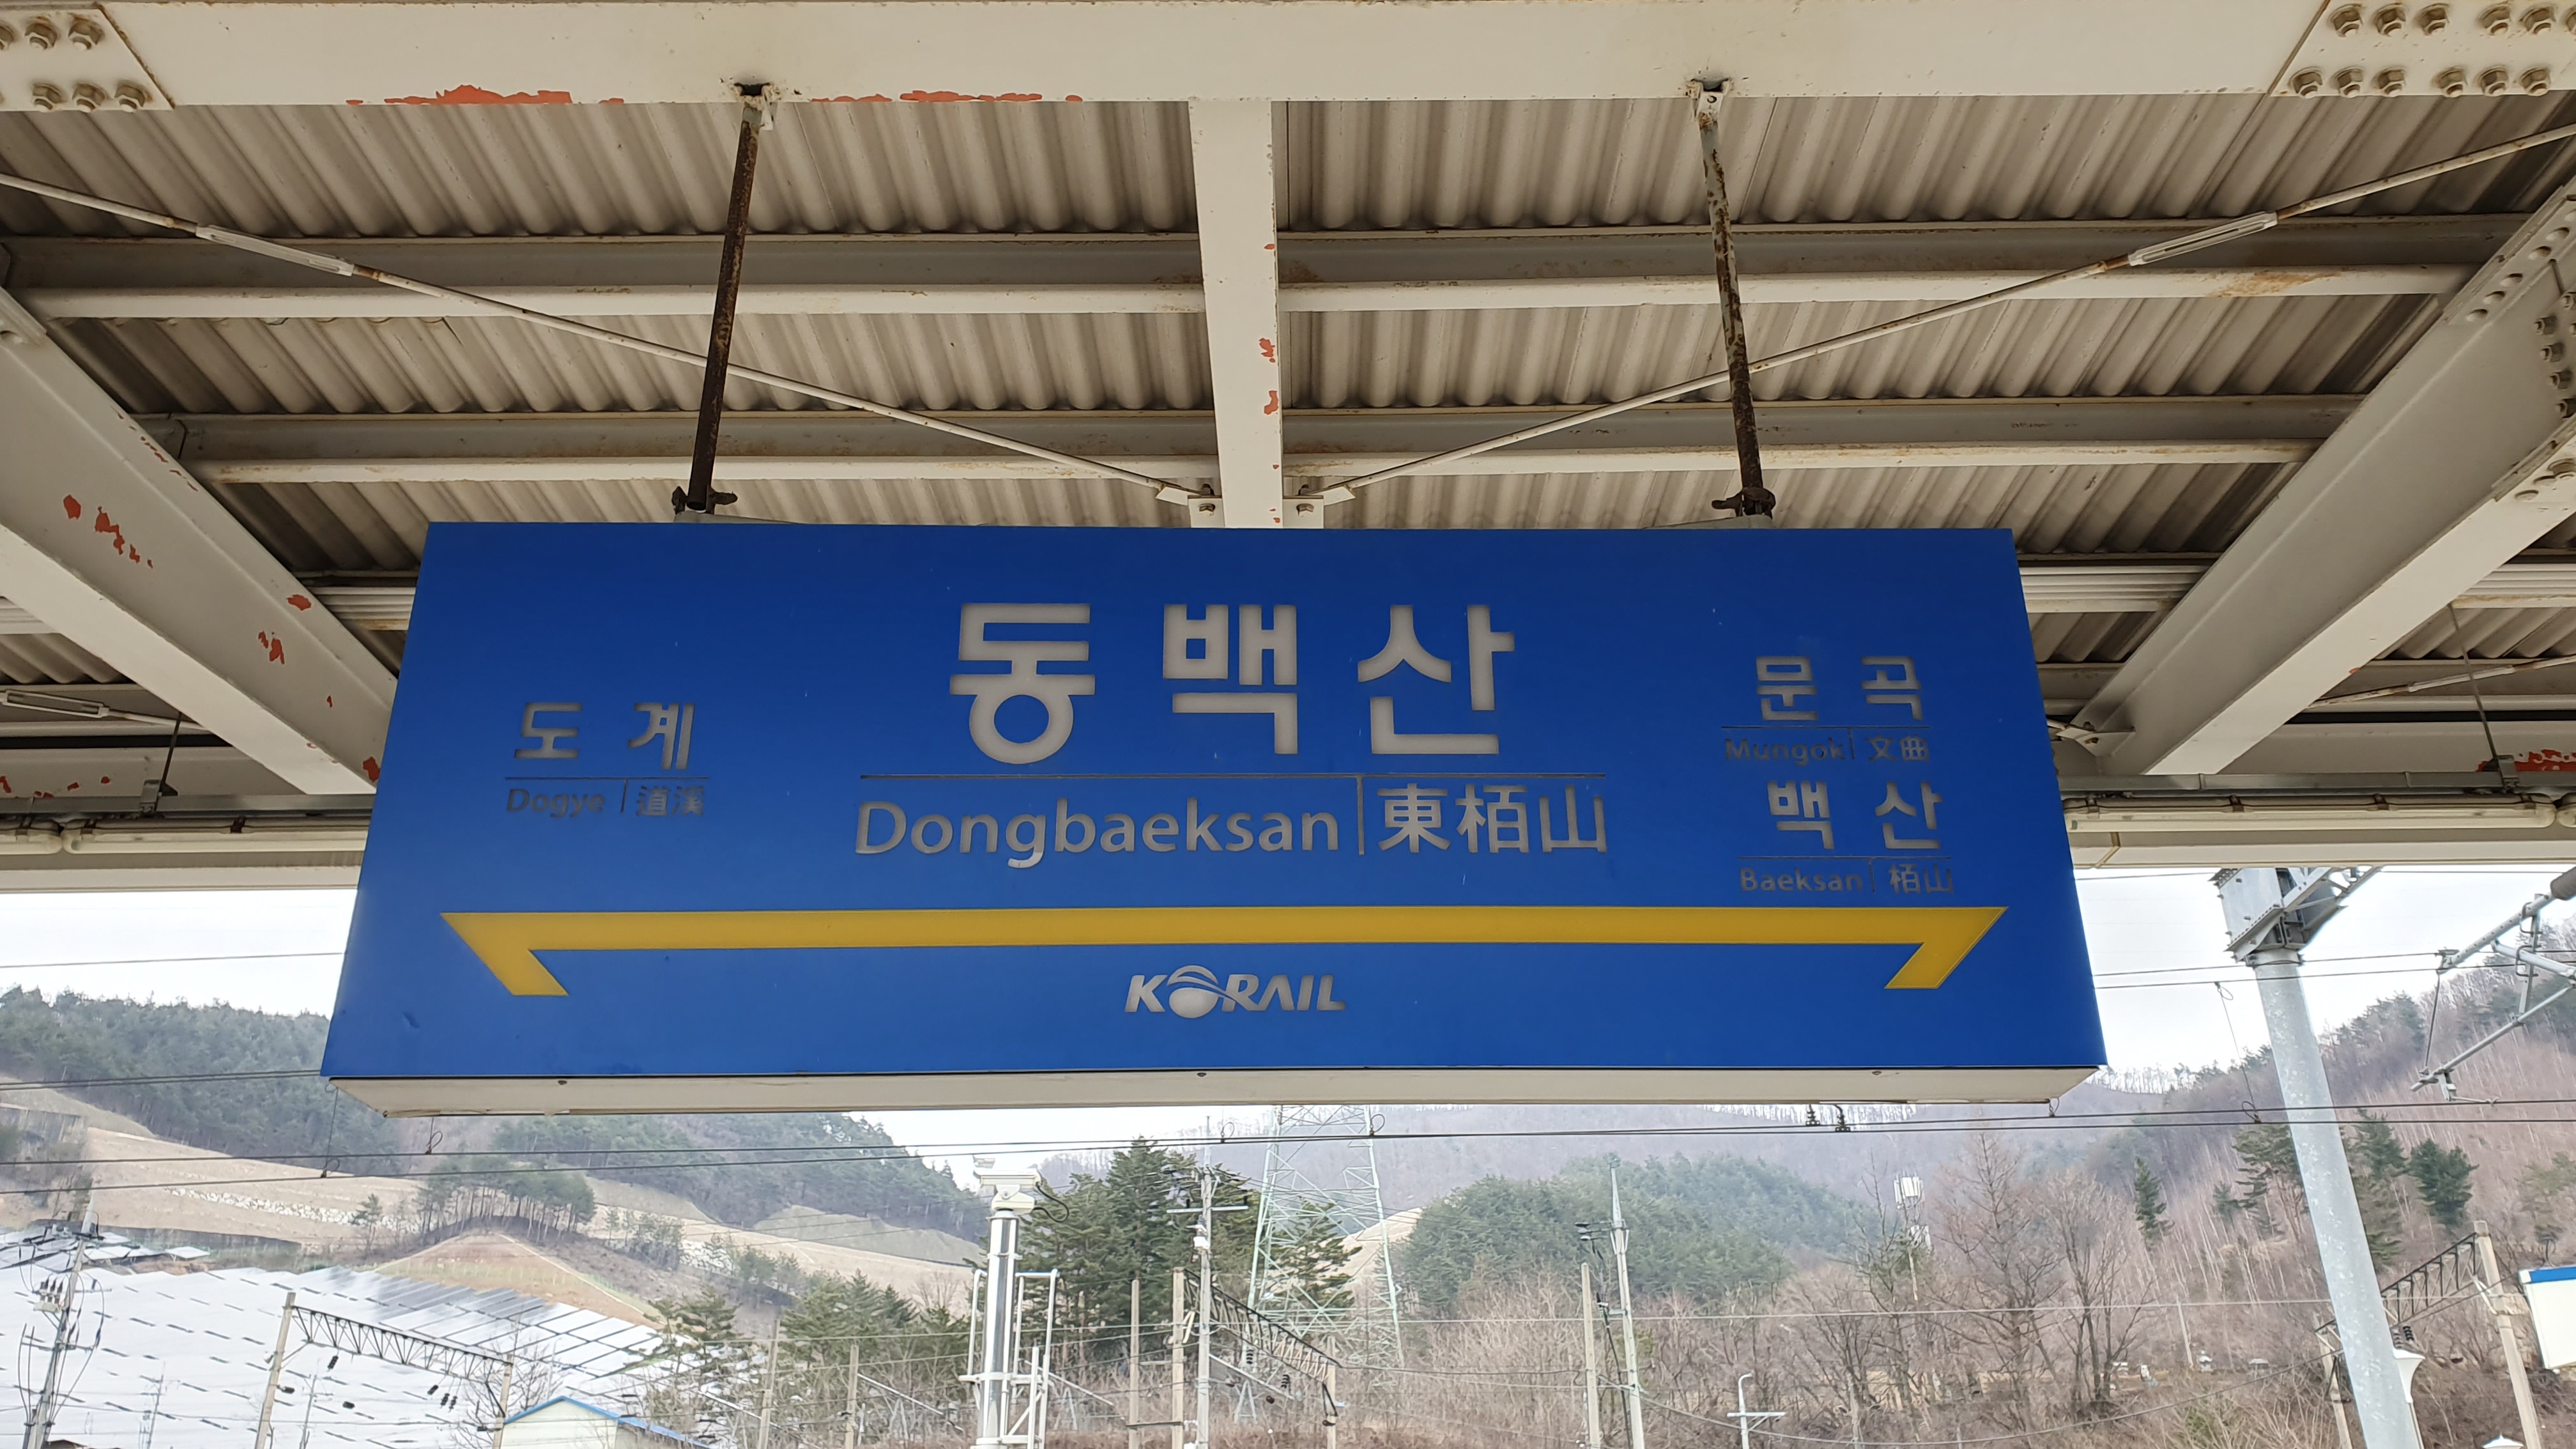 도계
Dogye 道溪
동백산
Dongbaeksan 東栢山
문곡
Mungok 文曲
백산
Baeksan 栢山
KORAIL